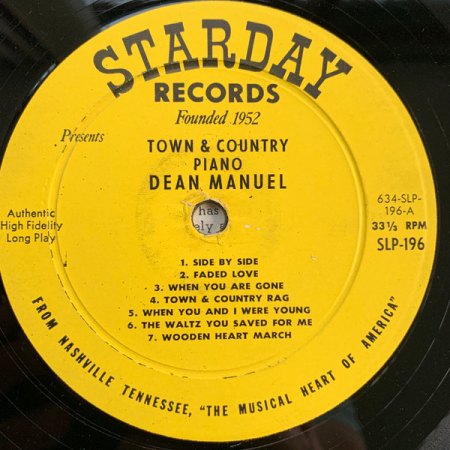 STARDAY
RECORDS
Founded 1952
Presents
TOWN & COUNTRY
PIANO
DEAN MANUEL
Authentic
High Fidelity
Long Play
634-SLP-
196-A
33⅓ RPM
SLP-196
has
ely a
1. SIDE BY SIDE
2. FADED LOVE
3. WHEN YOU ARE GONE
4. TOWN & COUNTRY RAG
5. WHEN YOU AND I WERE YOUNG
6. THE WALTZ YOU SAVED FOR ME
7. WOODEN HEART MARCH
FROM NASHVILLE TENNESSEE, "THE MUSICAL HEART OF AMERICA"